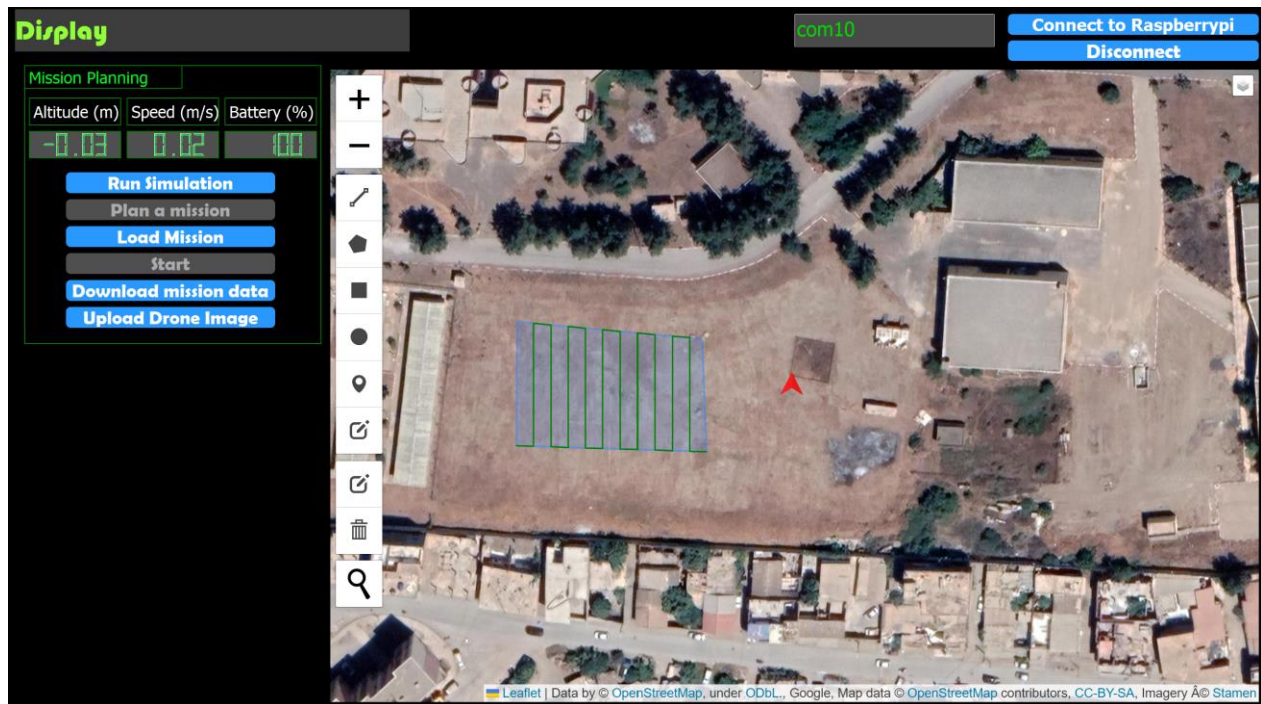 Display
com10
Connect to Raspberrypi
Disconnect
Mission Planning
Altitude (m) Speed (m/s) Battery (%)
-0.03 0.02 100
Run Simulation
Plan a mission
Load Mission
Start
Download mission data
Upload Drone Image
+
−
Leaflet | Data by © OpenStreetMap, under ODbL., Google, Map data © OpenStreetMap contributors, CC-BY-SA, Imagery Â© Stamen